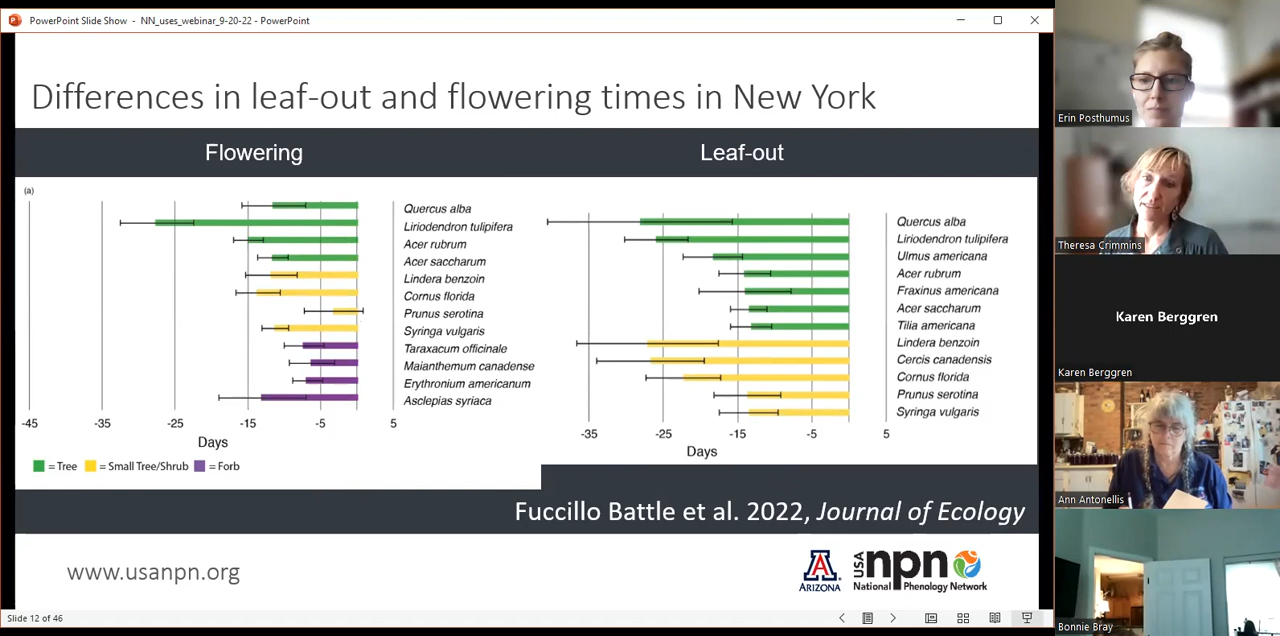 PowerPoint Slide Show - NN_uses_webinar_9-20-22 - PowerPoint
Differences in leaf-out and flowering times in New York
Flowering
Leaf-out
(a)
Quercus alba
Liriodendron tulipifera
Acer rubrum
Acer saccharum
Lindera benzoin
Cornus florida
Prunus serotina
Syringa vulgaris
Taraxacum officinale
Maianthemum canadense
Erythronium americanum
Asclepias syriaca
-45 -35 -25 -15 -5 5
Days
= Tree = Small Tree/Shrub = Forb
Quercus alba
Liriodendron tulipifera
Ulmus americana
Acer rubrum
Fraxinus americana
Acer saccharum
Tilia americana
Lindera benzoin
Cercis canadensis
Cornus florida
Prunus serotina
Syringa vulgaris
-35 -25 -15 -5 5
Days
Fuccillo Battle et al. 2022, Journal of Ecology
www.usanpn.org
A
ARIZONA
USA npn
National Phenology Network
Slide 12 of 46
Erin Posthumus
Theresa Crimmins
Karen Berggren
Karen Berggren
Ann Antonellis
Bonnie Bray